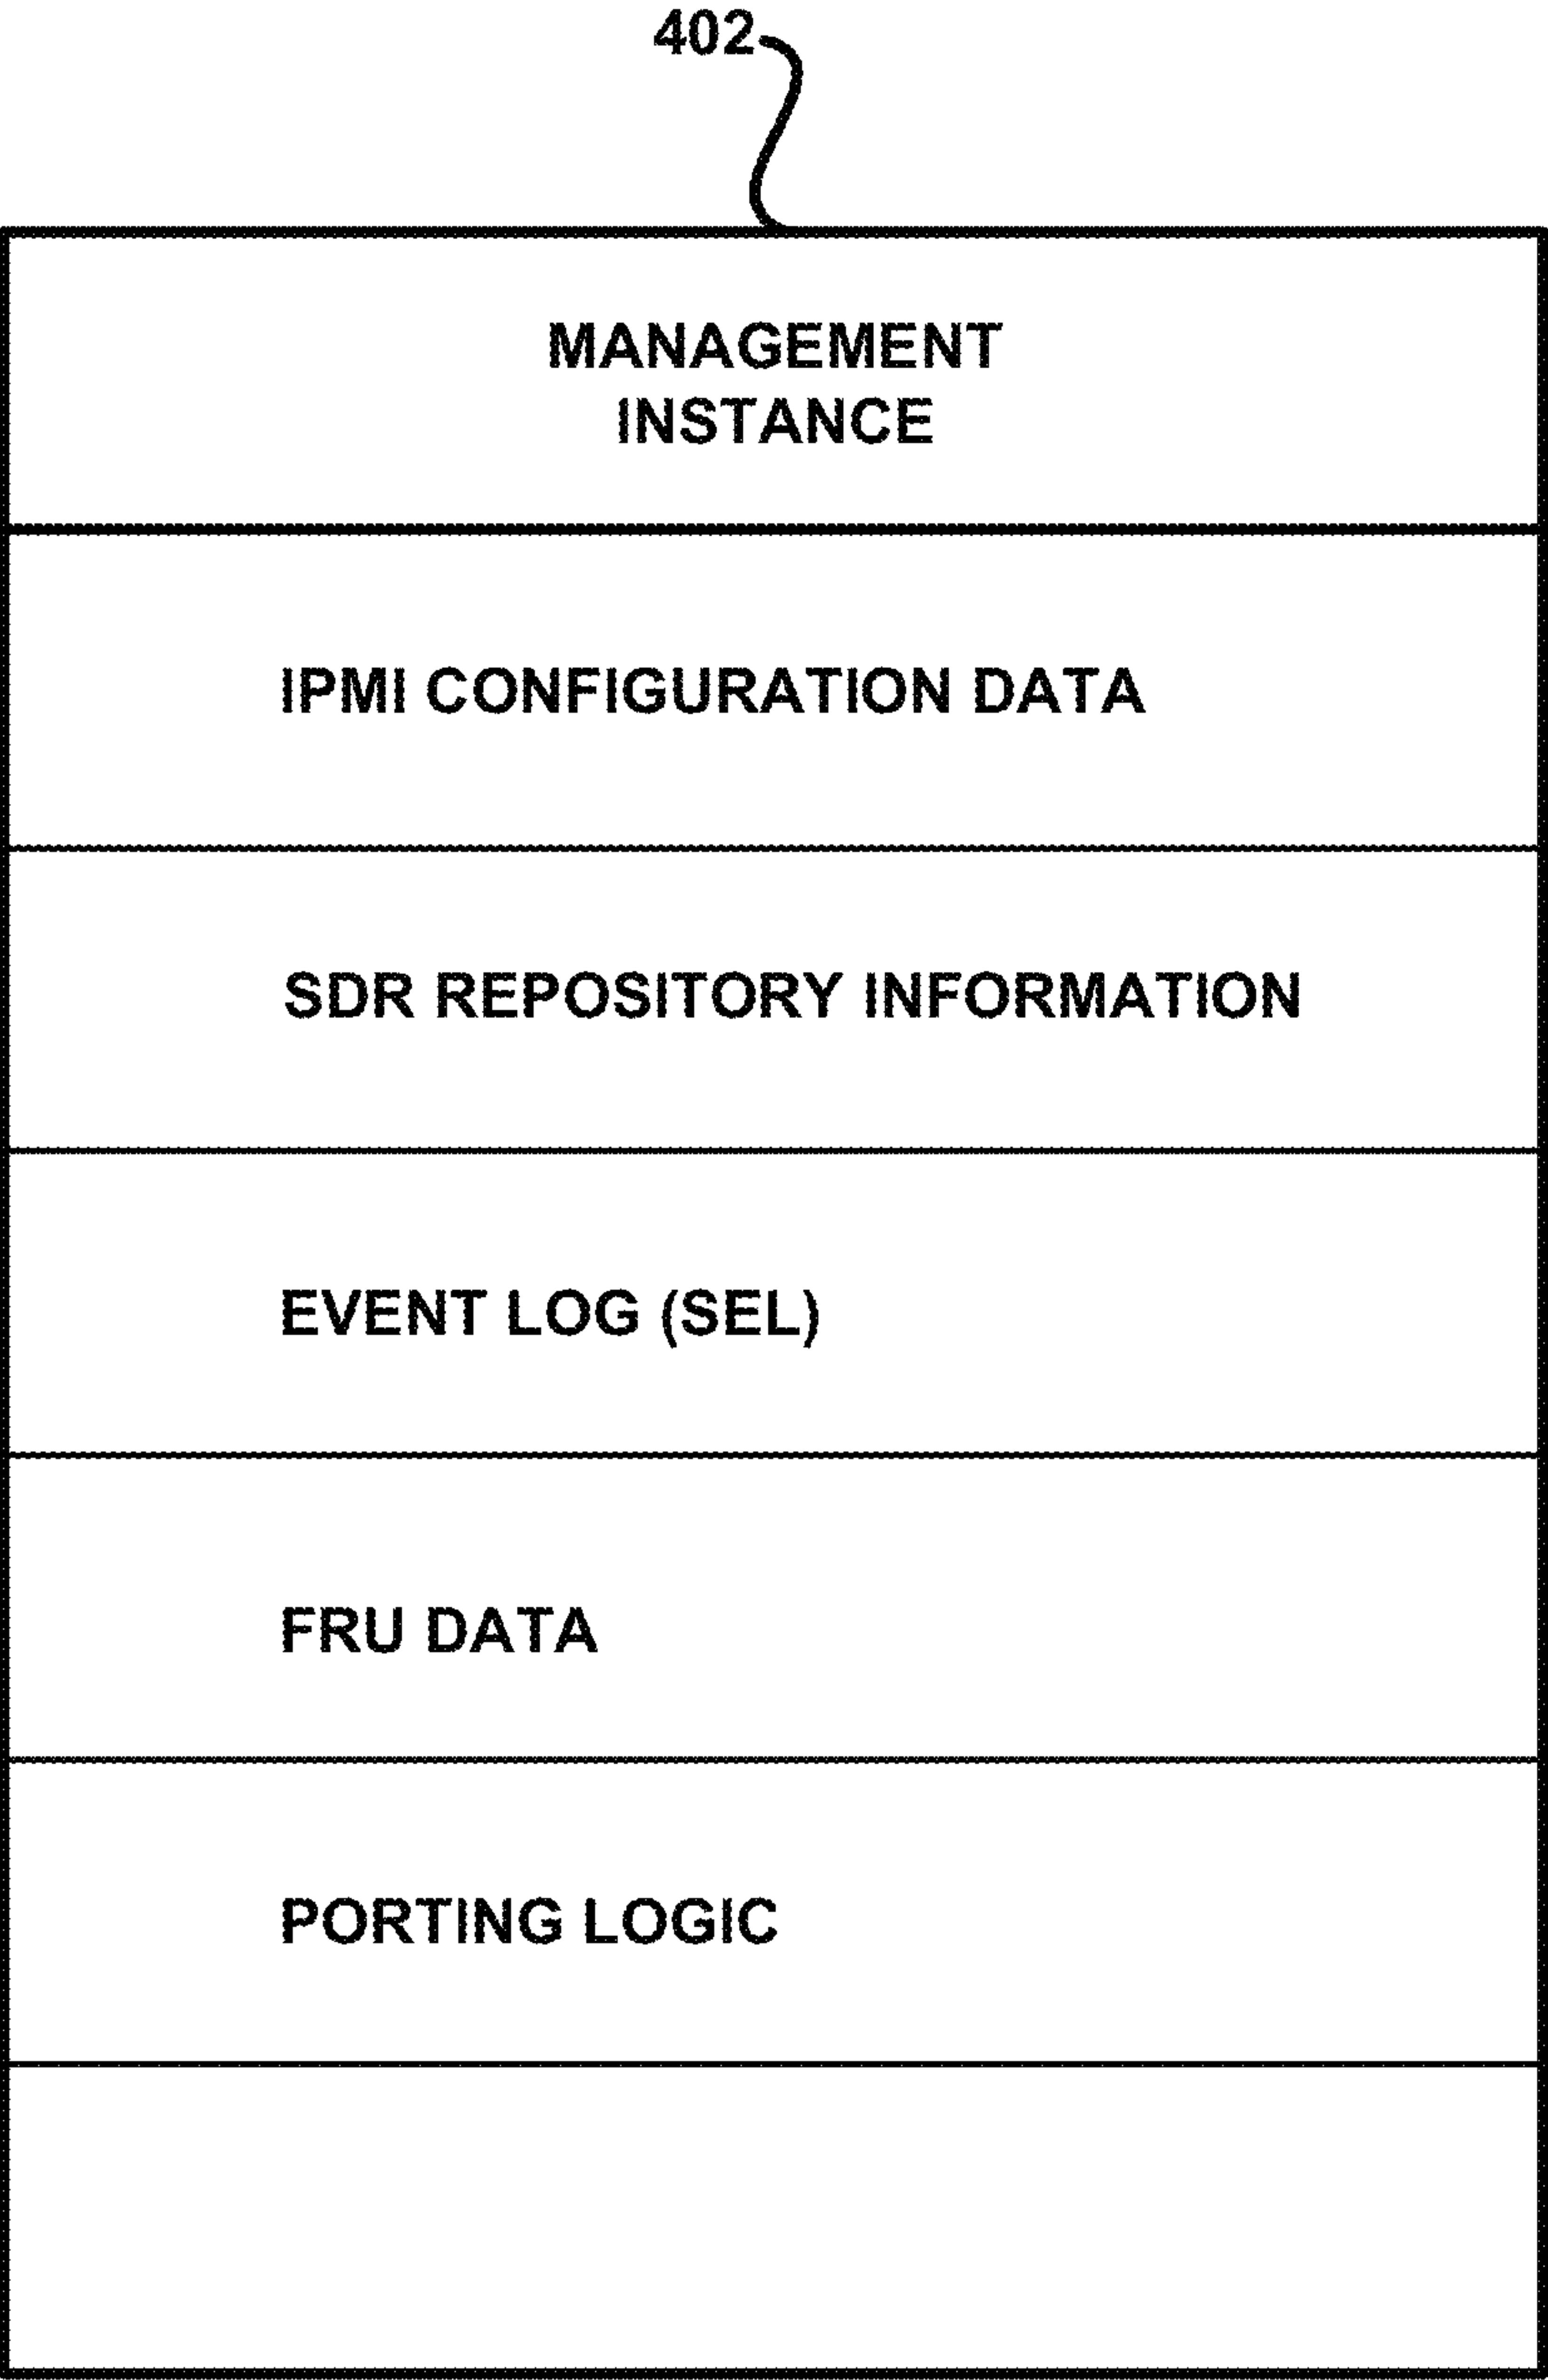 402
MANAGEMENT
INSTANCE
IPMI CONFIGURATION DATA
SDR REPOSITORY INFORMATION
EVENT LOG (SEL)
FRU DATA
PORTING LOGIC